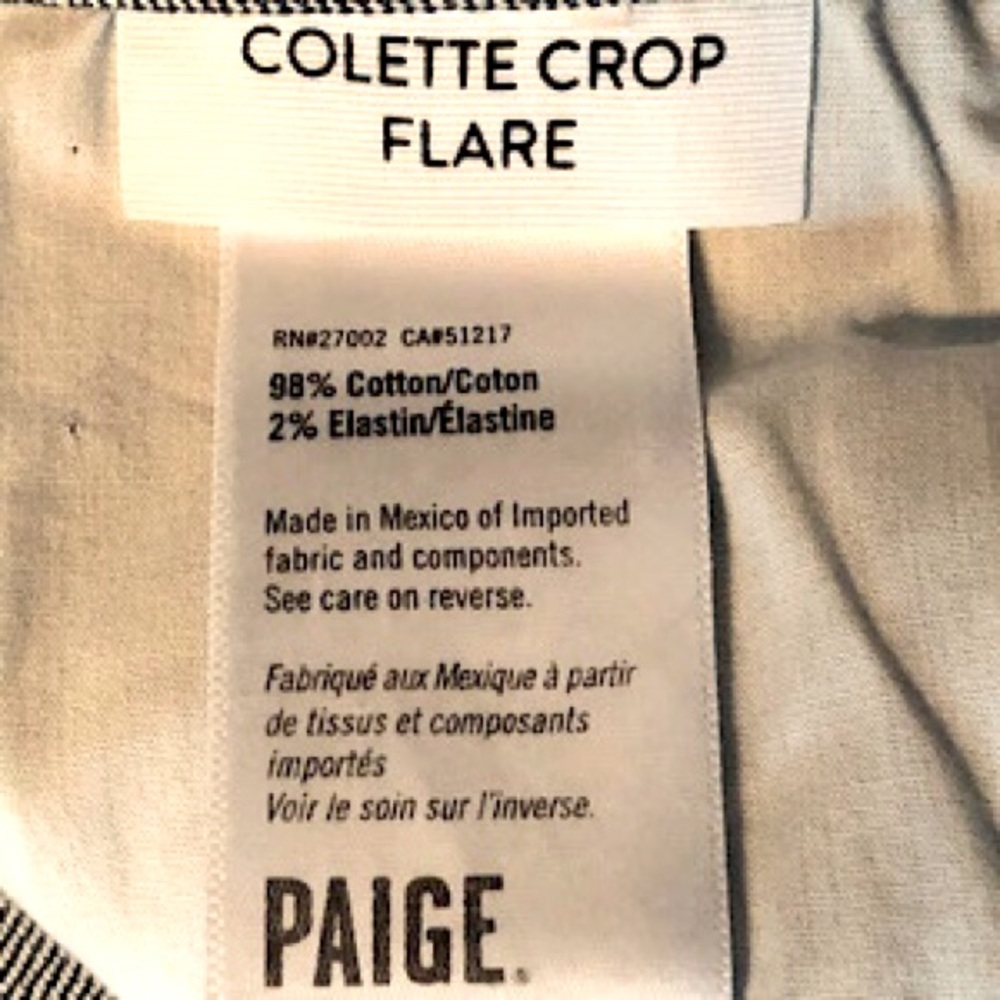 COLETTE CROP
FLARE
RN#27002 CA#51217
98% Cotton/Coton
2% Elastin/Élastine
Made in Mexico of Imported
fabric and components.
See care on reverse.
Fabriqué aux Mexique à partir
de tissus et composants
importés
Voir le soin sur l'inverse.
PAIGE.